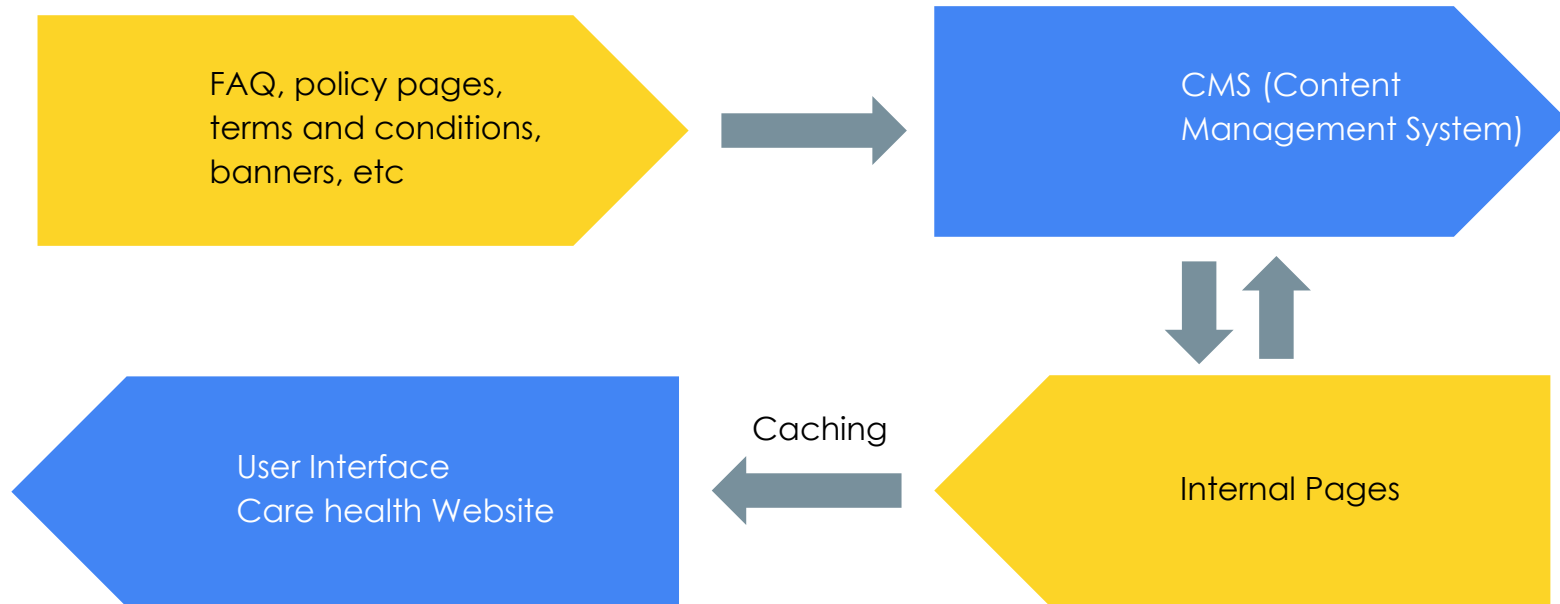 FAQ, policy pages,
terms and conditions,
banners, etc
CMS (Content
Management System)
Caching
User Interface
Care health Website
Internal Pages